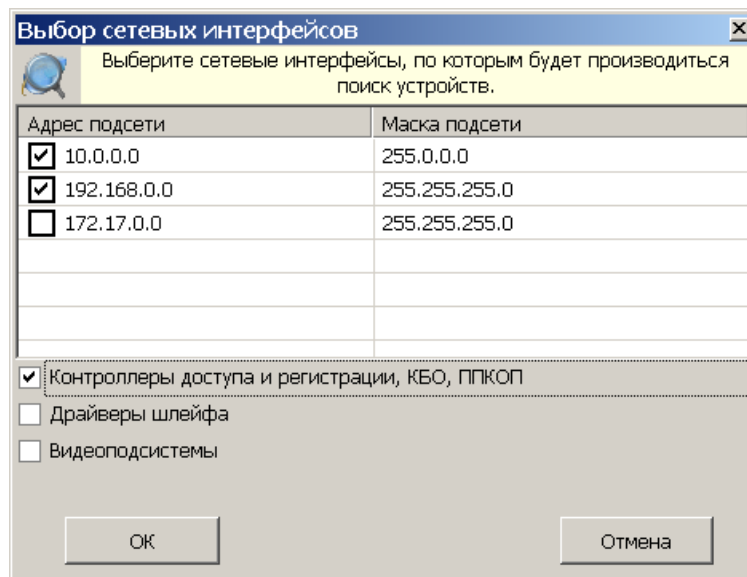 Выбор сетевых интерфейсов
Выберите сетевые интерфейсы, по которым будет производиться
поиск устройств.
Адрес подсети Маска подсети
10.0.0.0 255.0.0.0
192.168.0.0 255.255.255.0
172.17.0.0 255.255.255.0
Контроллеры доступа и регистрации, КБО, ППКОП
Драйверы шлейфа
Видеоподсистемы
ОК Отмена